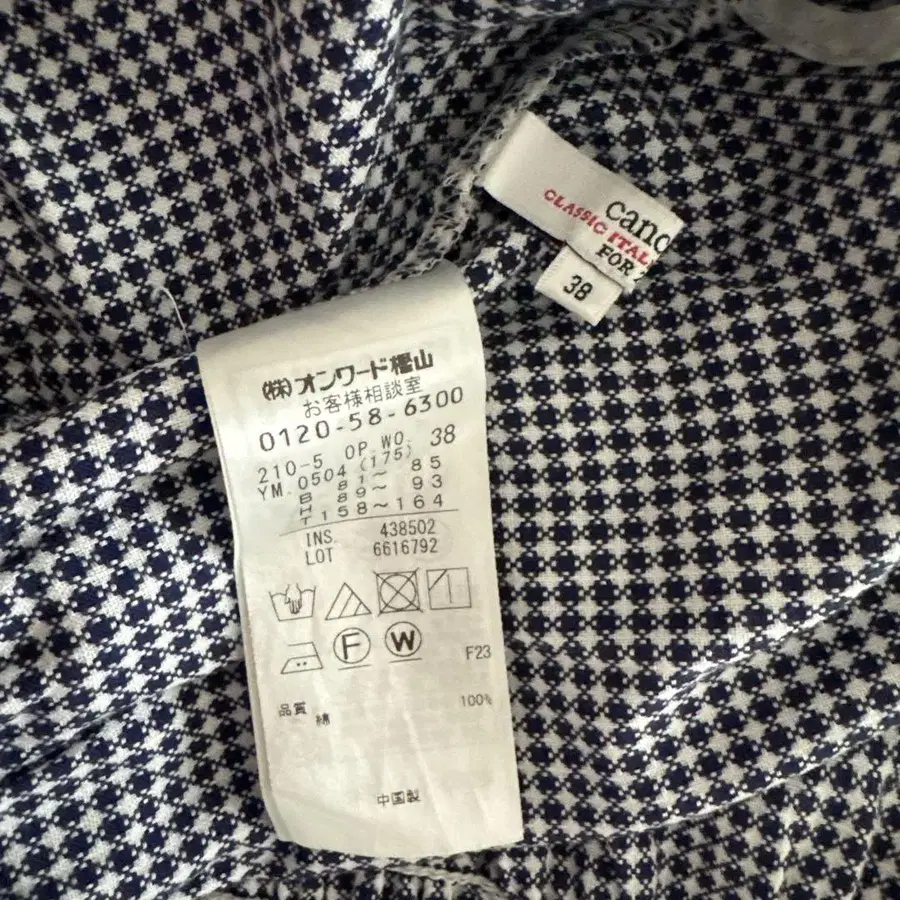 canc
CLASSIC ITAL
FOR
38
(株)オンワード樫山
お客様相談室
0120-58-6300
210-5 OP.WO. 38
YM.0504 (175)
B 81~ 85
H 89~ 93
T 158~164
INS. 438502
LOT 6616792
F W
F23
品質 綿 100%
中国製